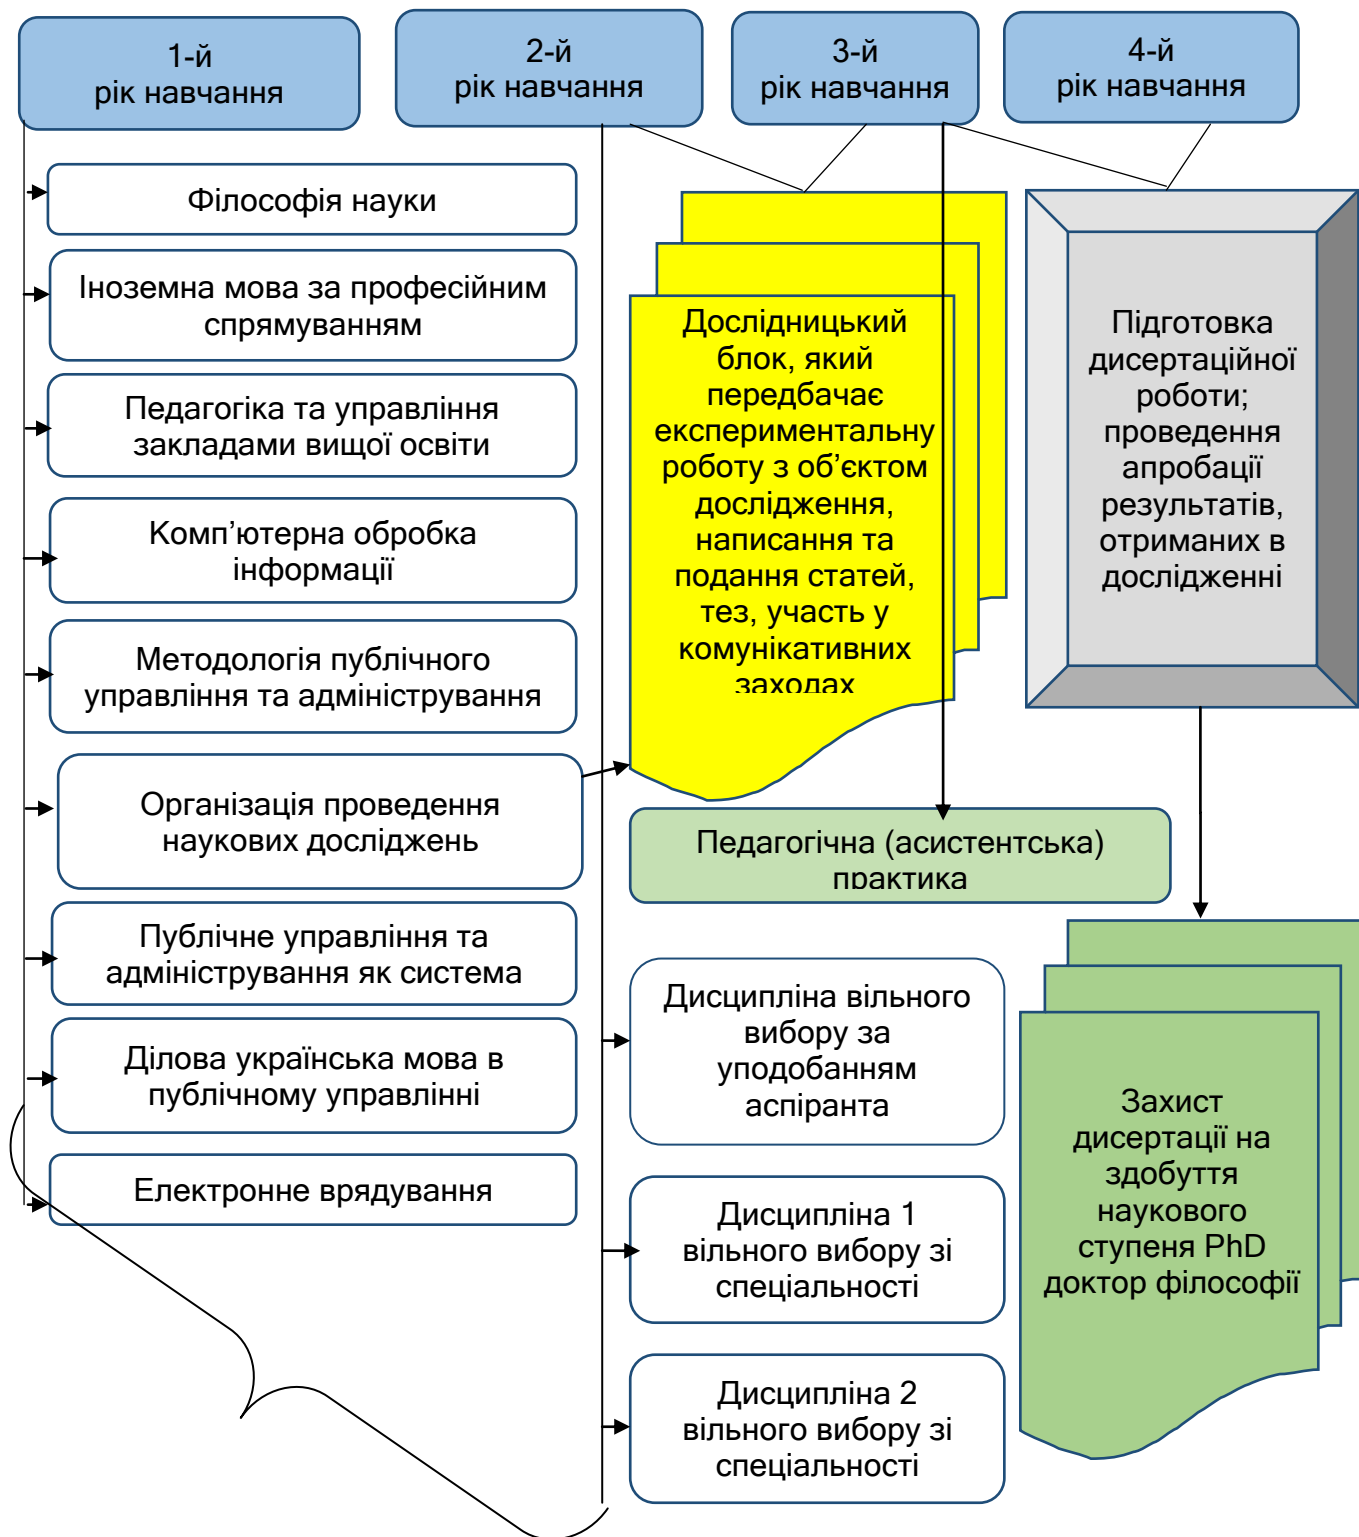 1-й
рік навчання
2-й
рік навчання
3-й
рік навчання
4-й
рік навчання
Філософія науки
Іноземна мова за професійним
спрямуванням
Педагогіка та управління
закладами вищої освіти
Комп’ютерна обробка
інформації
Методологія публічного
управління та адміністрування
Організація проведення
наукових досліджень
Публічне управління та
адміністрування як система
Ділова українська мова в
публічному управлінні
Електронне врядування
Дослідницький
блок, який
передбачає
експериментальну
роботу з об’єктом
дослідження,
написання та
подання статей,
тез, участь у
комунікативних
заходах
Педагогічна (асистентська)
практика
Дисципліна вільного
вибору за
уподобанням
аспіранта
Дисципліна 1
вільного вибору зі
спеціальності
Дисципліна 2
вільного вибору зі
спеціальності
Підготовка
дисертаційної
роботи;
проведення
апробації
результатів,
отриманих в
дослідженні
Захист
дисертації на
здобуття
наукового
ступеня PhD
доктор філософії